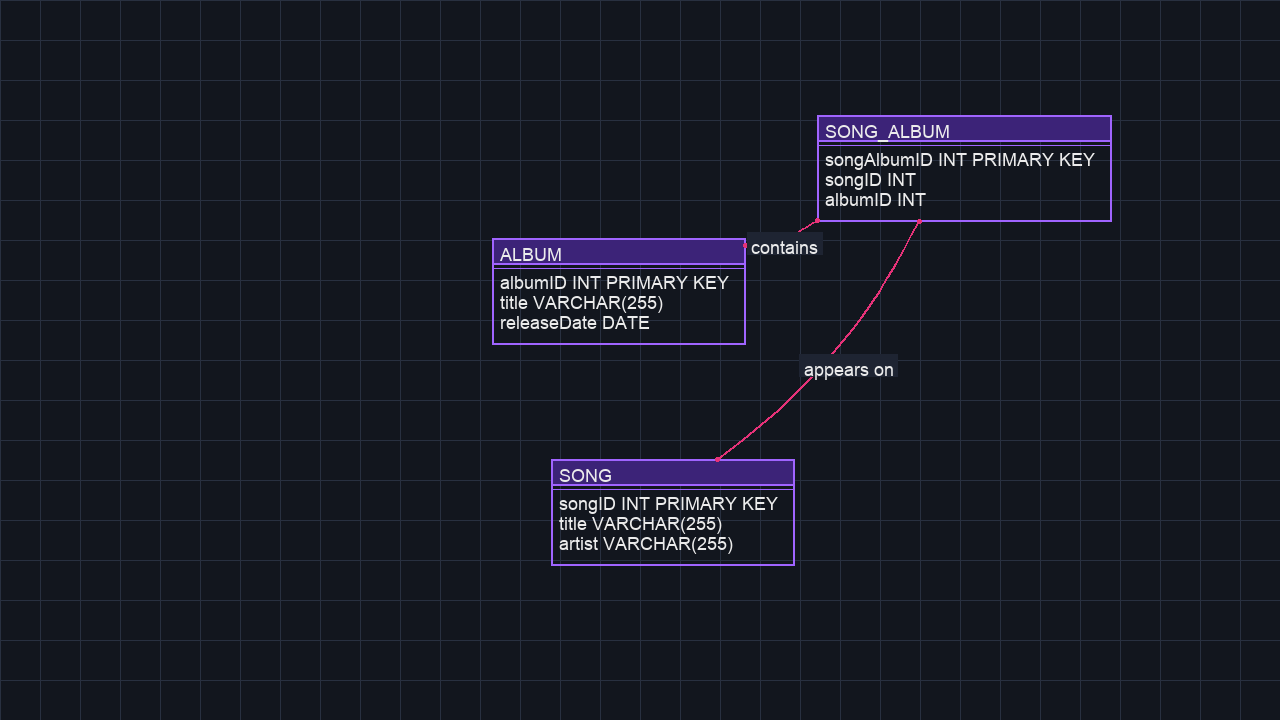 SONG_ALBUM
songAlbumID INT PRIMARY KEY
songID INT
albumID INT
contains
ALBUM
albumID INT PRIMARY KEY
title VARCHAR(255)
releaseDate DATE
appears on
SONG
songID INT PRIMARY KEY
title VARCHAR(255)
artist VARCHAR(255)